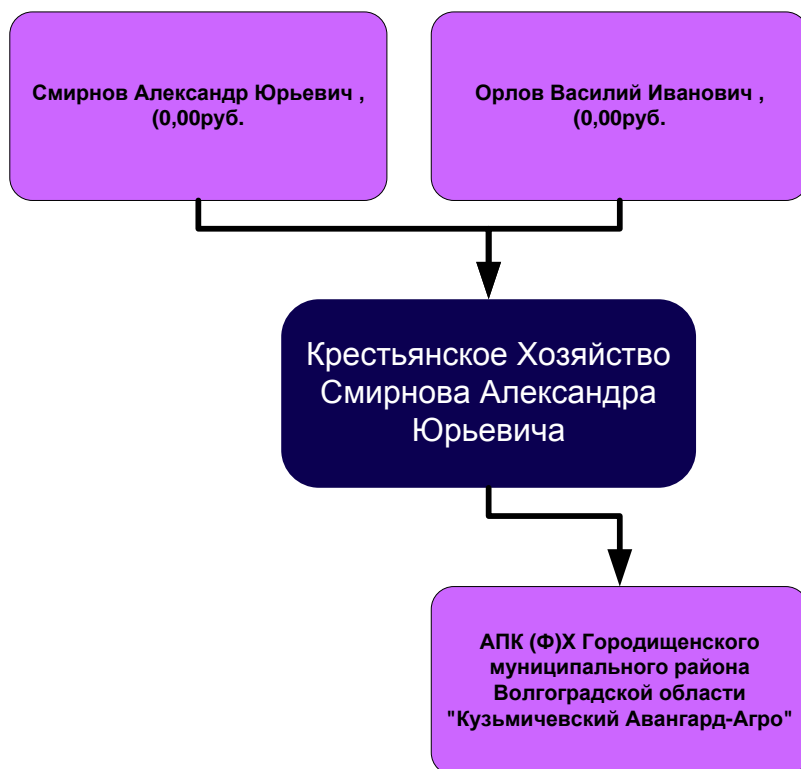 Смирнов Александр Юрьевич ,
(0,00руб.
Орлов Василий Иванович ,
(0,00руб.
Крестьянское Хозяйство
Смирнова Александра
Юрьевича
АПК (Ф)Х Городищенского
муниципального района
Волгоградской области
"Кузьмичевский Авангард-Агро"